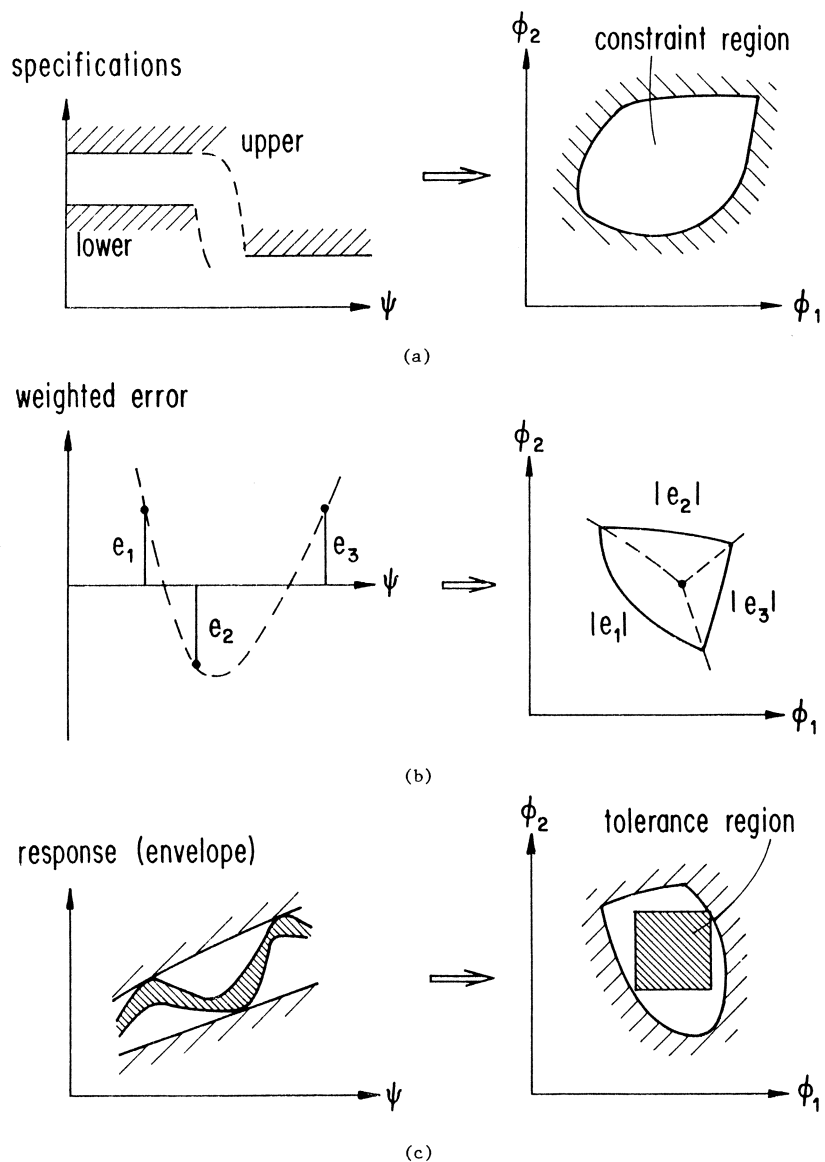 specifications
upper
lower
ψ
ϕ₂
constraint region
ϕ₁
(a)
weighted error
e₁
e₂
e₃
ψ
ϕ₂
|e₂|
|e₁|
|e₃|
ϕ₁
(b)
response (envelope)
ψ
ϕ₂
tolerance region
ϕ₁
(c)